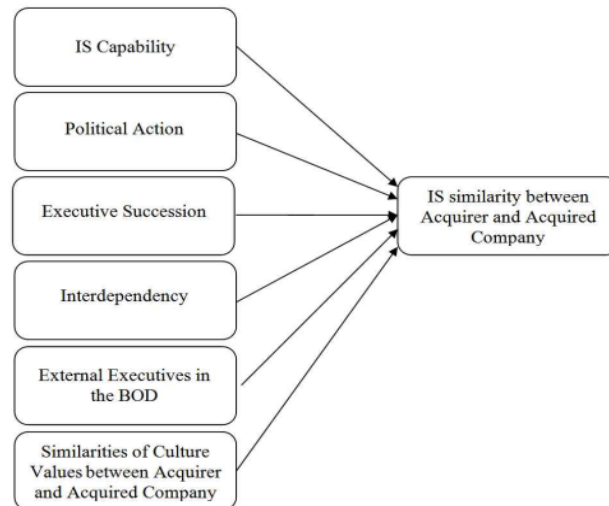 IS Capability
Political Action
Executive Succession
Interdependency
External Executives in
the BOD
Similarities of Culture
Values between Acquirer
and Acquired Company
IS similarity between
Acquirer and Acquired
Company